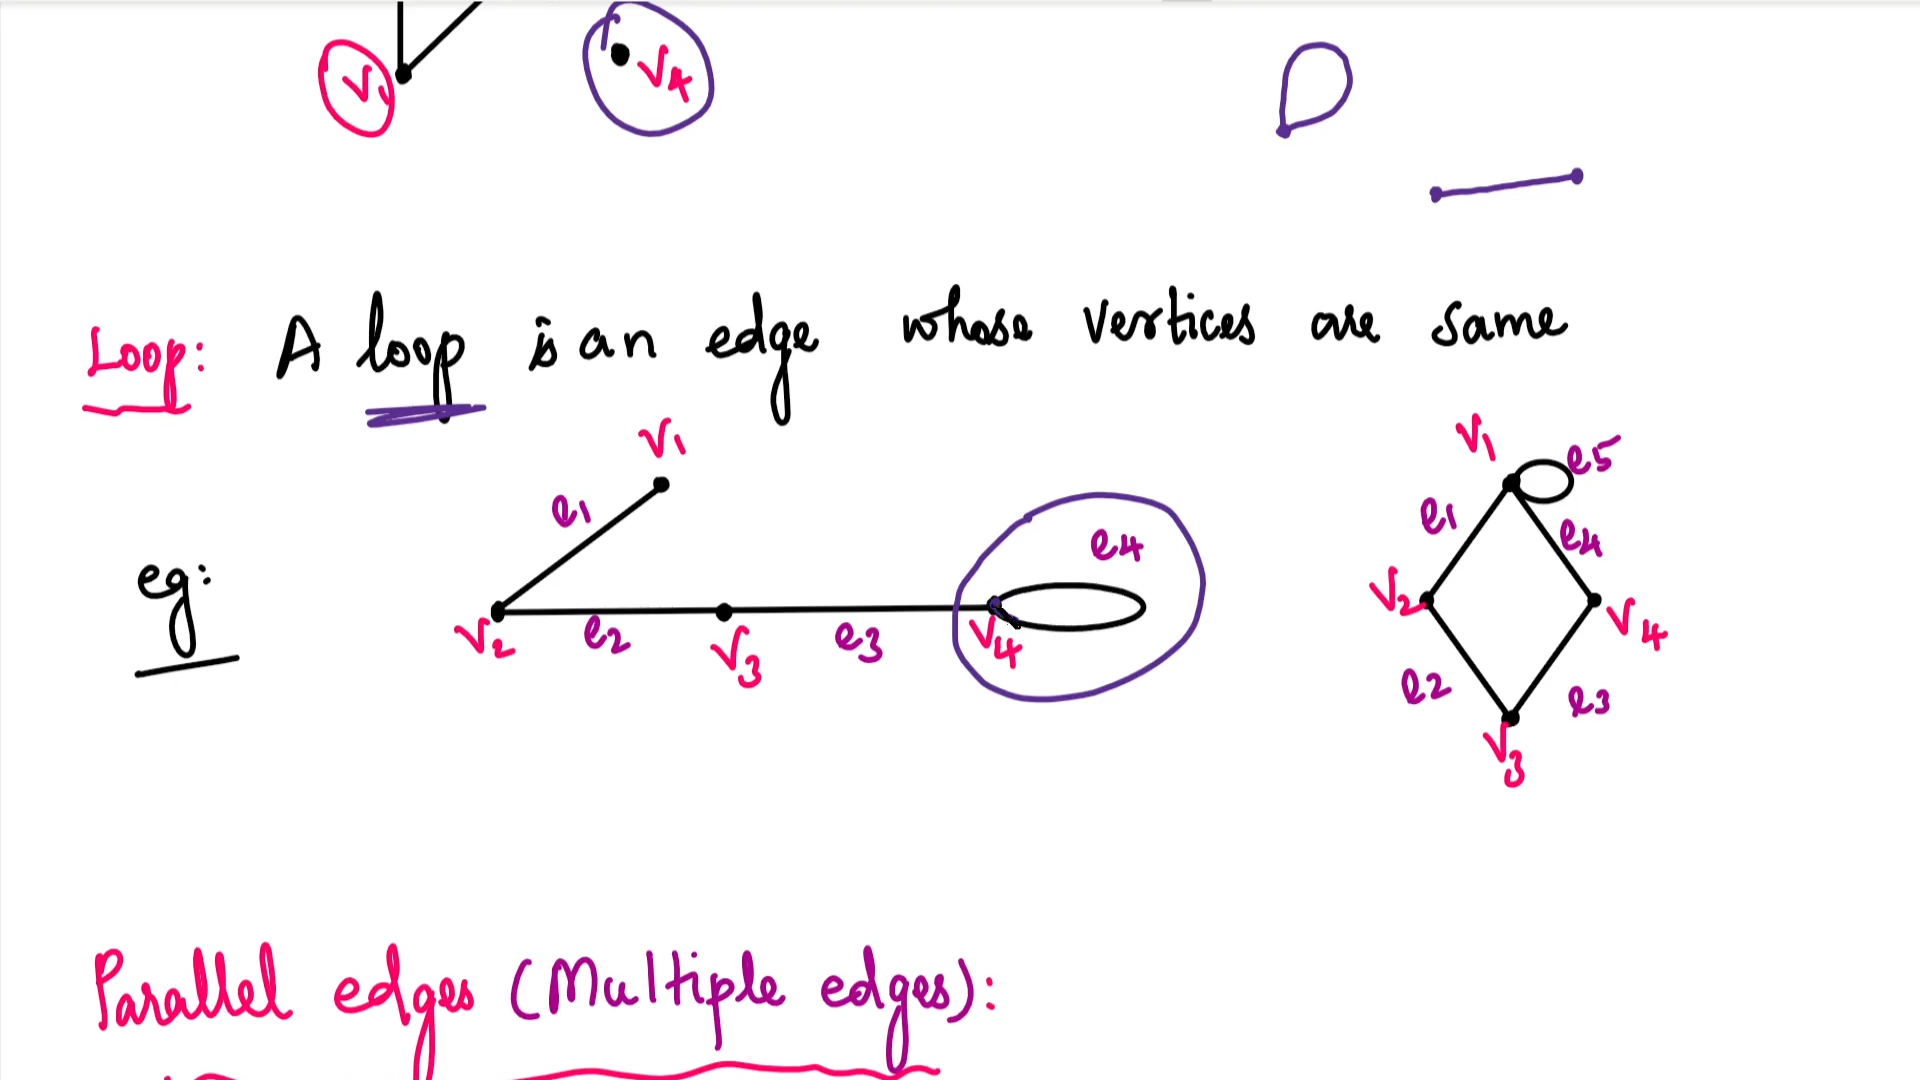 V1 V4
Loop: A loop is an edge whose vertices are same
V1 V1 e5
e1 e1 e4
e4
eg:
V2 e2 V3 e3 V4 V2 V4
e2 e3
V3
Parallel edges (Multiple edges):